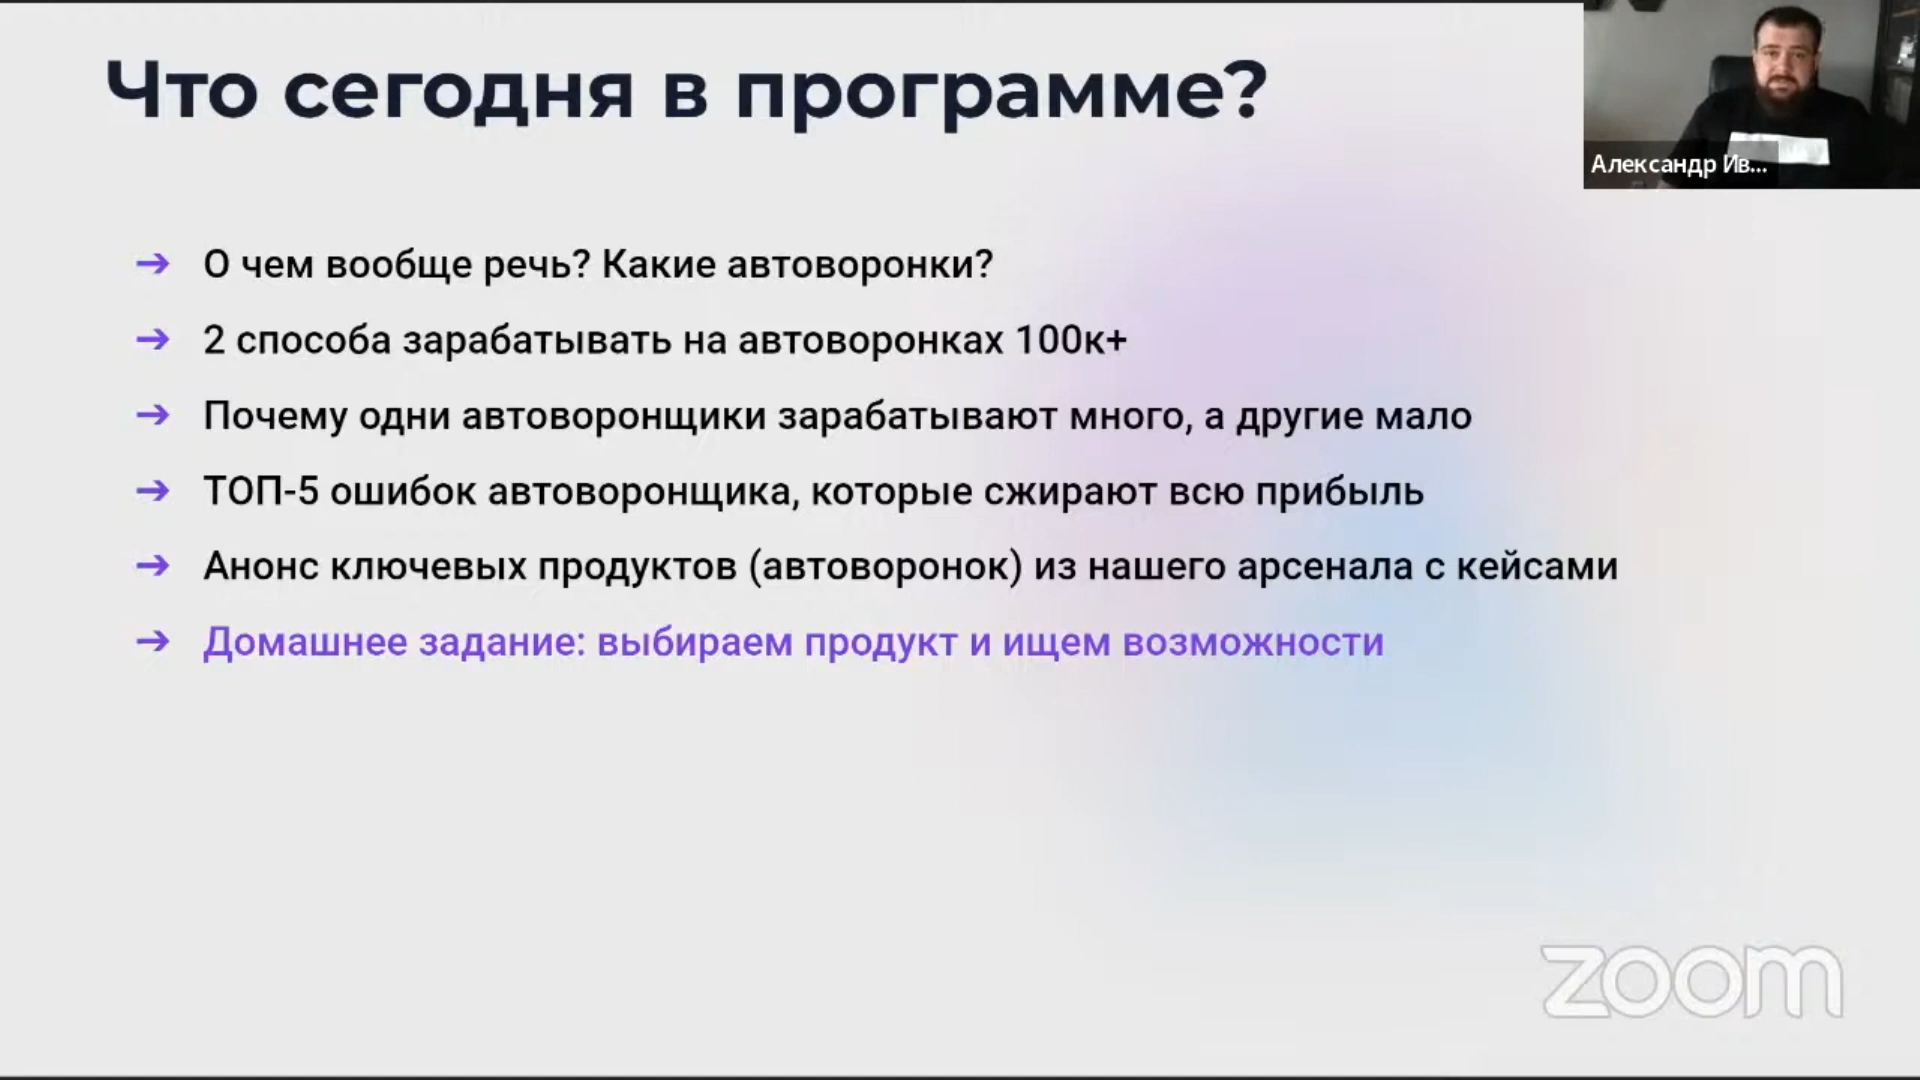 Что сегодня в программе?
Александр Ив...
→ О чем вообще речь? Какие автоворонки?
→ 2 способа зарабатывать на автоворонках 100к+
→ Почему одни автоворонщики зарабатывают много, а другие мало
→ ТОП-5 ошибок автоворонщика, которые сжирают всю прибыль
→ Анонс ключевых продуктов (автоворонок) из нашего арсенала с кейсами
→ Домашнее задание: выбираем продукт и ищем возможности
zoom